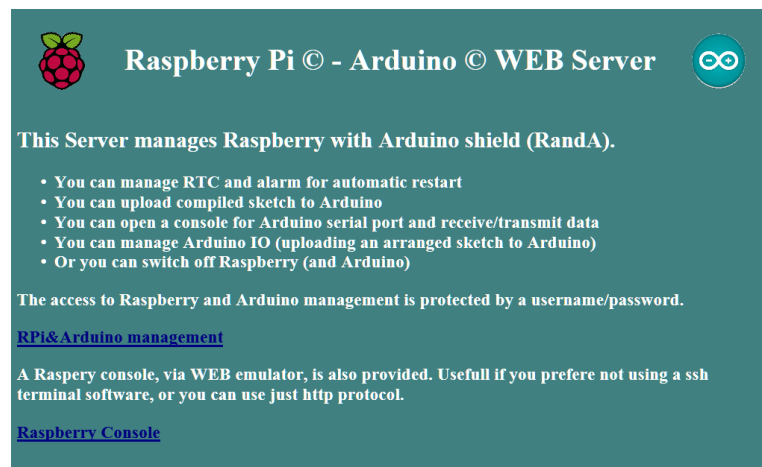 Raspberry Pi © - Arduino © WEB Server
This Server manages Raspberry with Arduino shield (RandA).
• You can manage RTC and alarm for automatic restart
• You can upload compiled sketch to Arduino
• You can open a console for Arduino serial port and receive/transmit data
• You can manage Arduino IO (uploading an arranged sketch to Arduino)
• Or you can switch off Raspberry (and Arduino)
The access to Raspberry and Arduino management is protected by a username/password.
RPi&Arduino management
A Raspery console, via WEB emulator, is also provided. Usefull if you prefere not using a ssh
terminal software, or you can use just http protocol.
Raspberry Console